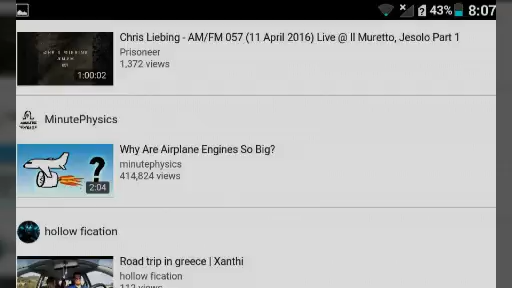 43% 8:07
Chris Liebing - AM/FM 057 (11 April 2016) Live @ Il Muretto, Jesolo Part 1
Prisoneer
1,372 views
1:00:02
MinutePhysics
Why Are Airplane Engines So Big?
minutephysics
414,824 views
?
2:04
hollow fication
Road trip in greece | Xanthi
hollow fication
112 views